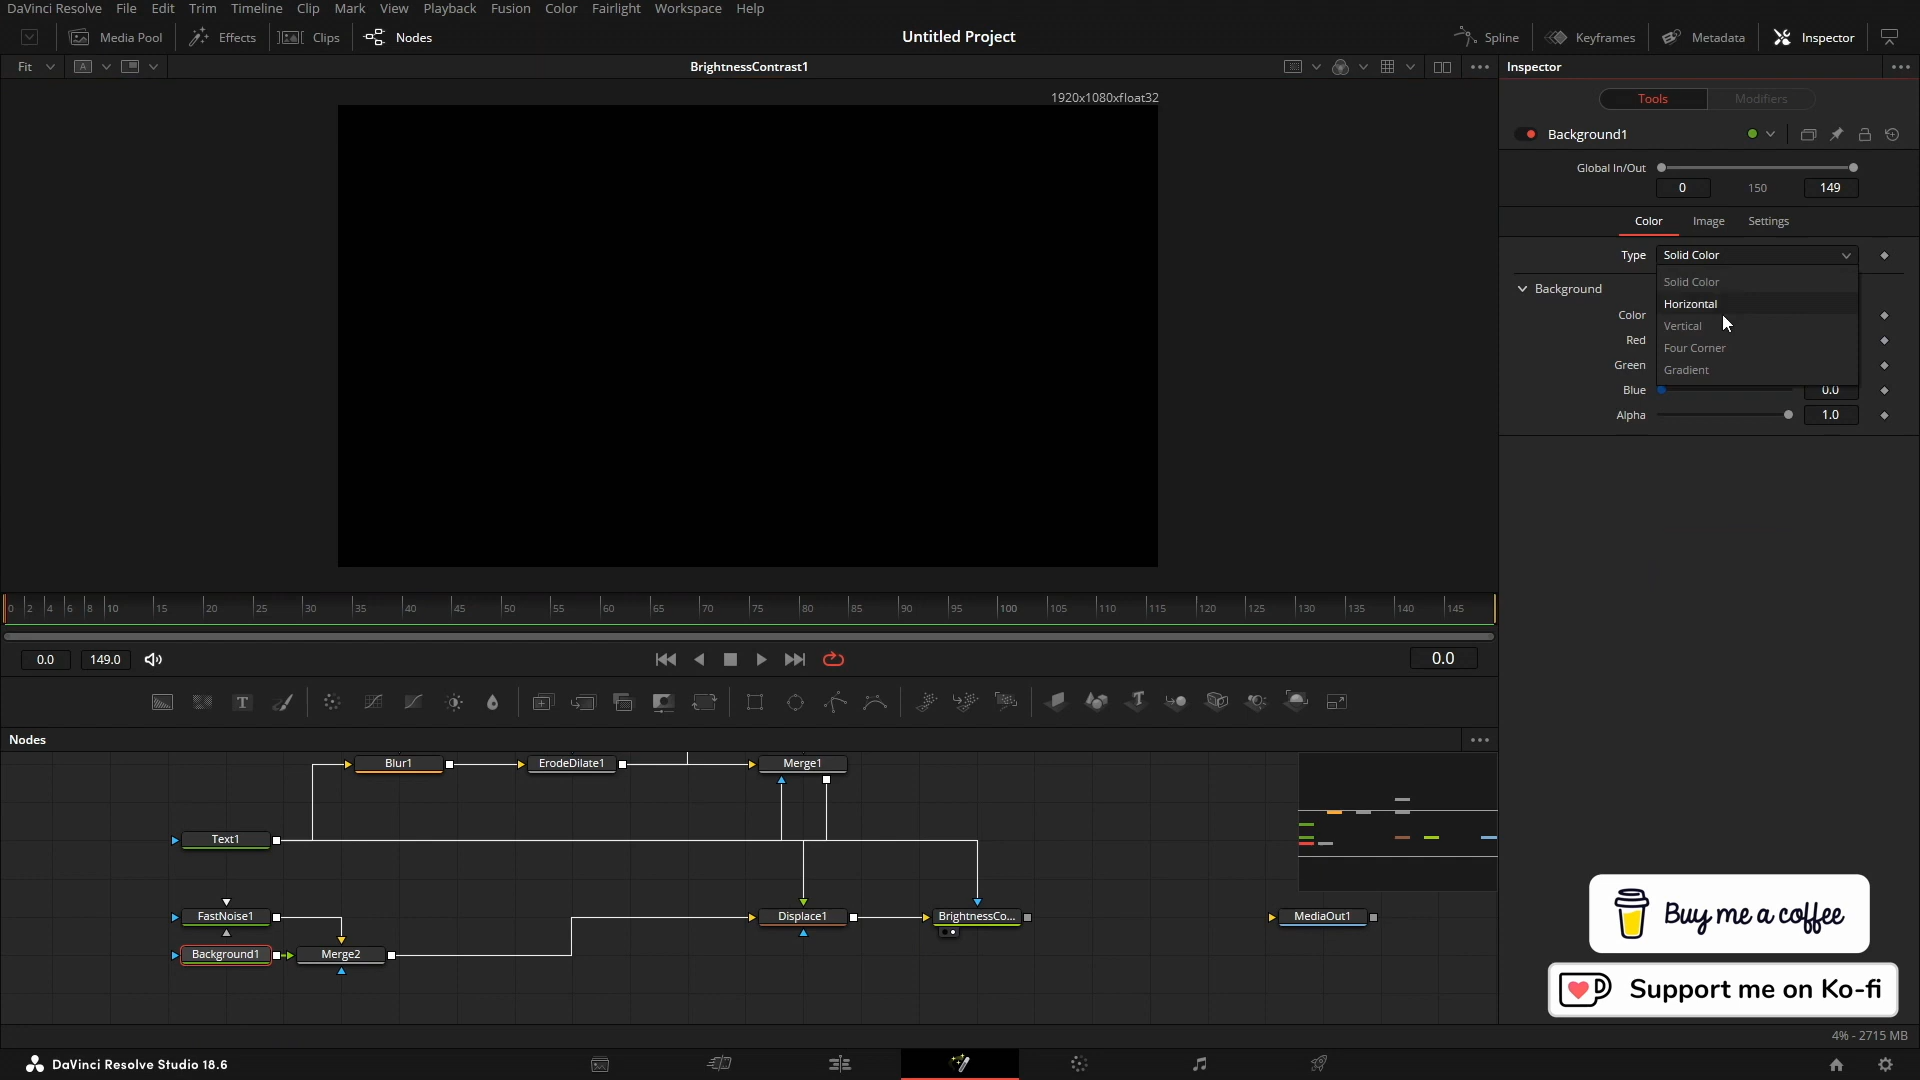 DaVinci Resolve File Edit Trim Timeline Clip Mark View Playback Fusion Color Fairlight Workspace Help
Media Pool Effects Clips Nodes Untitled Project Spline Keyframes Metadata Inspector
Fit A BrightnessContrast1 Inspector
1920x1080xfloat32
Tools Modifiers
Background1
Global In/Out
0 150 149
Color Image Settings
Type Solid Color
Solid Color
Background
Horizontal
Color
Vertical
Red
Four Corner
Green
Gradient
Blue 0.0
Alpha 1.0
0 2 4 6 8 10 15 20 25 30 35 40 45 50 55 60 65 70 75 80 85 90 95 100 105 110 115 120 125 130 135 140 145
0.0 149.0 0.0
Nodes
Blur1 ErodeDilate1 Merge1
Text1
FastNoise1 Displace1 BrightnessCo... MediaOut1
Background1 Merge2
Buy me a coffee
Support me on Ko-fi
4% - 2715 MB
DaVinci Resolve Studio 18.6